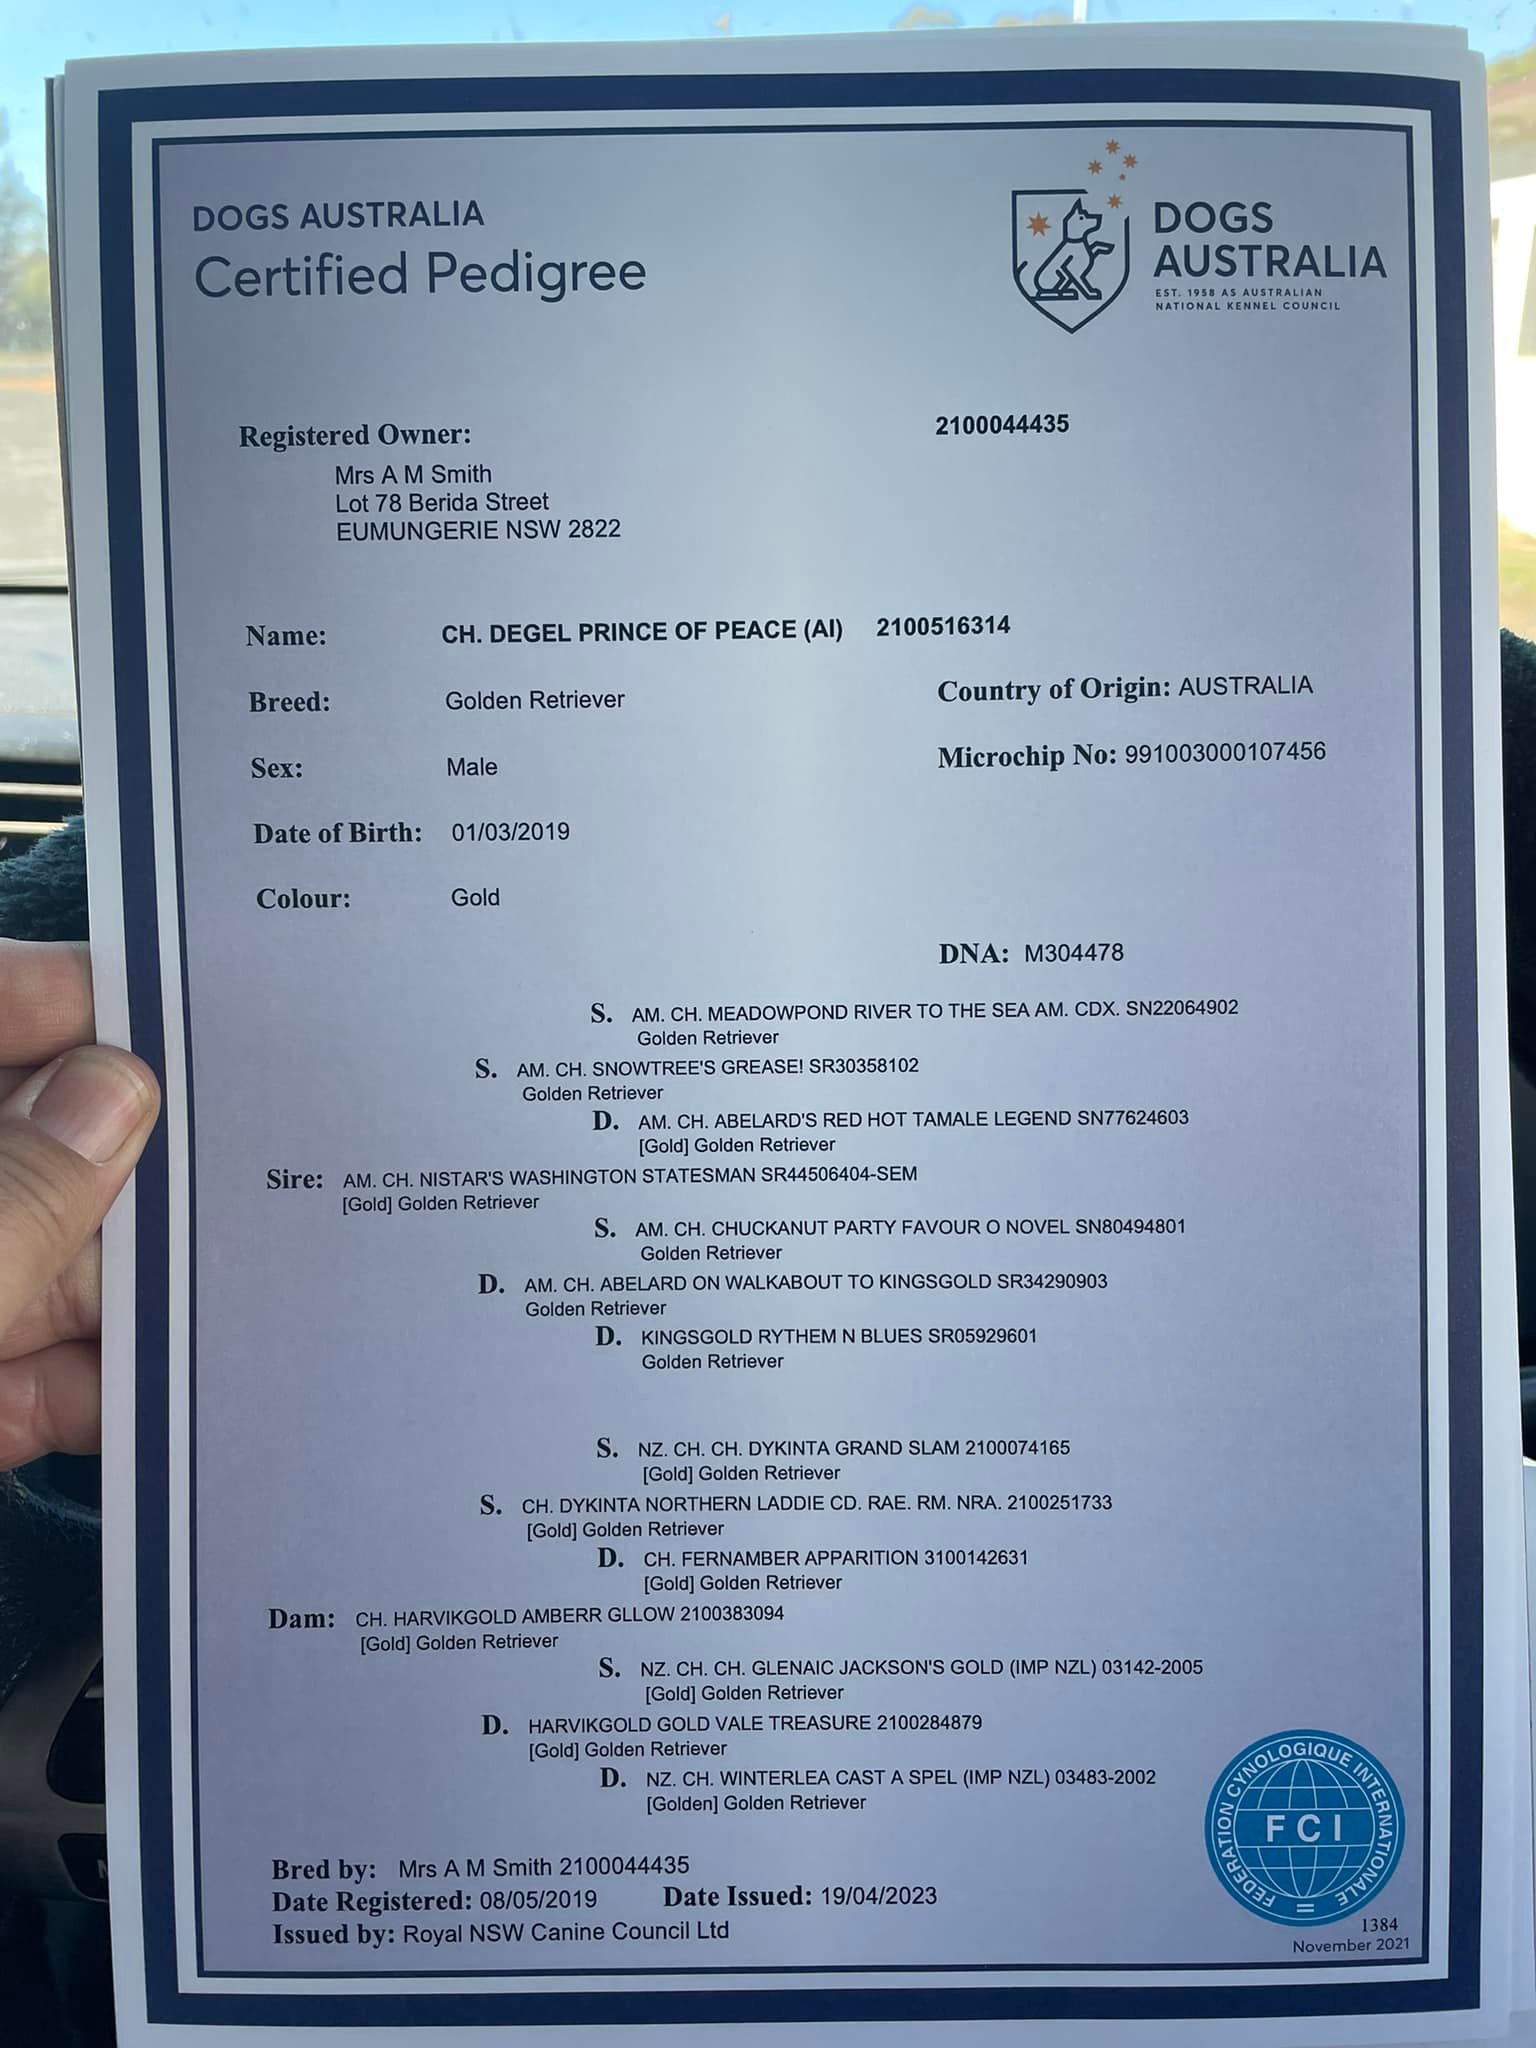 DOGS AUSTRALIA
Certified Pedigree
DOGS
AUSTRALIA
EST. 1958 AS AUSTRALIAN
NATIONAL KENNEL COUNCIL
Registered Owner: 2100044435
Mrs A M Smith
Lot 78 Berida Street
EUMUNGERIE NSW 2822
Name: CH. DEGEL PRINCE OF PEACE (AI) 2100516314
Breed: Golden Retriever Country of Origin: AUSTRALIA
Sex: Male Microchip No: 991003000107456
Date of Birth: 01/03/2019
Colour: Gold
DNA: M304478
S. AM. CH. MEADOWPOND RIVER TO THE SEA AM. CDX. SN22064902
Golden Retriever
S. AM. CH. SNOWTREE'S GREASE! SR30358102
Golden Retriever
D. AM. CH. ABELARD'S RED HOT TAMALE LEGEND SN77624603
[Gold] Golden Retriever
Sire: AM. CH. NISTAR'S WASHINGTON STATESMAN SR44506404-SEM
[Gold] Golden Retriever
S. AM. CH. CHUCKANUT PARTY FAVOUR O NOVEL SN80494801
Golden Retriever
D. AM. CH. ABELARD ON WALKABOUT TO KINGSGOLD SR34290903
Golden Retriever
D. KINGSGOLD RYTHEM N BLUES SR05929601
Golden Retriever
S. NZ. CH. CH. DYKINTA GRAND SLAM 2100074165
[Gold] Golden Retriever
S. CH. DYKINTA NORTHERN LADDIE CD. RAE. RM. NRA. 2100251733
[Gold] Golden Retriever
D. CH. FERNAMBER APPARITION 3100142631
[Gold] Golden Retriever
Dam: CH. HARVIKGOLD AMBERR GLLOW 2100383094
[Gold] Golden Retriever
S. NZ. CH. CH. GLENAIC JACKSON'S GOLD (IMP NZL) 03142-2005
[Gold] Golden Retriever
D. HARVIKGOLD GOLD VALE TREASURE 2100284879
[Gold] Golden Retriever
D. NZ. CH. WINTERLEA CAST A SPEL (IMP NZL) 03483-2002
[Golden] Golden Retriever
Bred by: Mrs A M Smith 2100044435
Date Registered: 08/05/2019 Date Issued: 19/04/2023
Issued by: Royal NSW Canine Council Ltd
FEDERATION CYNOLOGIQUE INTERNATIONALE
FCI
1384
November 2021